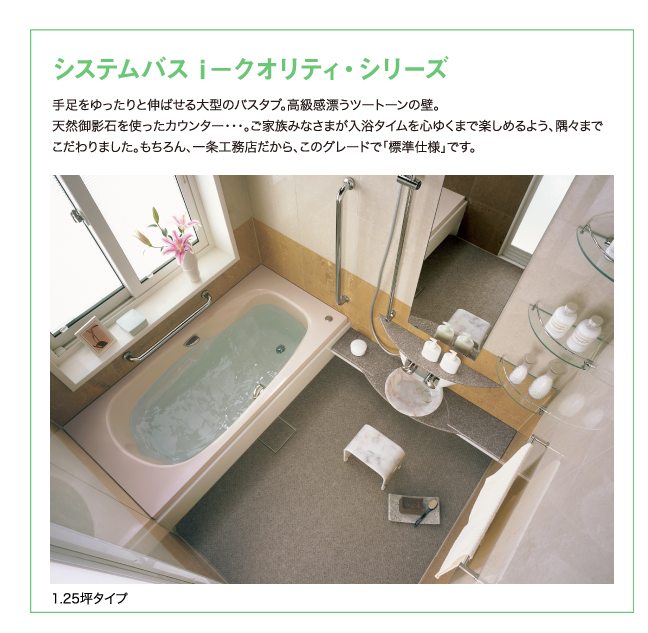 システムバス i－クオリティ・シリーズ
手足をゆったりと伸ばせる大型のバスタブ。高級感漂うツートーンの壁。
天然御影石を使ったカウンター・・・。ご家族みなさまが入浴タイムを心ゆくまで楽しめるよう、隅々まで
こだわりました。もちろん、一条工務店だから、このグレードで「標準仕様」です。
1.25坪タイプ